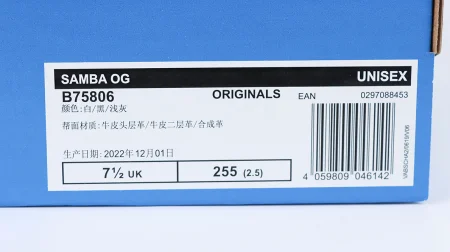 SAMBA OG UNISEX
B75806 ORIGINALS EAN 0297088453
颜色:白/黑/浅灰
帮面材质:牛皮头层革/牛皮二层革/合成革
生产日期:2022年12月01日
7½ UK 255 (2.5)
4 059809 046142